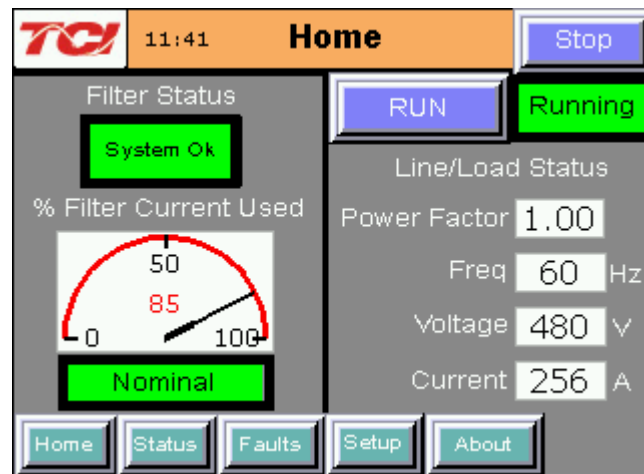 TCI 11:41 Home Stop
Filter Status
System Ok
% Filter Current Used
50
85
0 100
Nominal
RUN Running
Line/Load Status
Power Factor 1.00
Freq 60 Hz
Voltage 480 V
Current 256 A
Home Status Faults Setup About